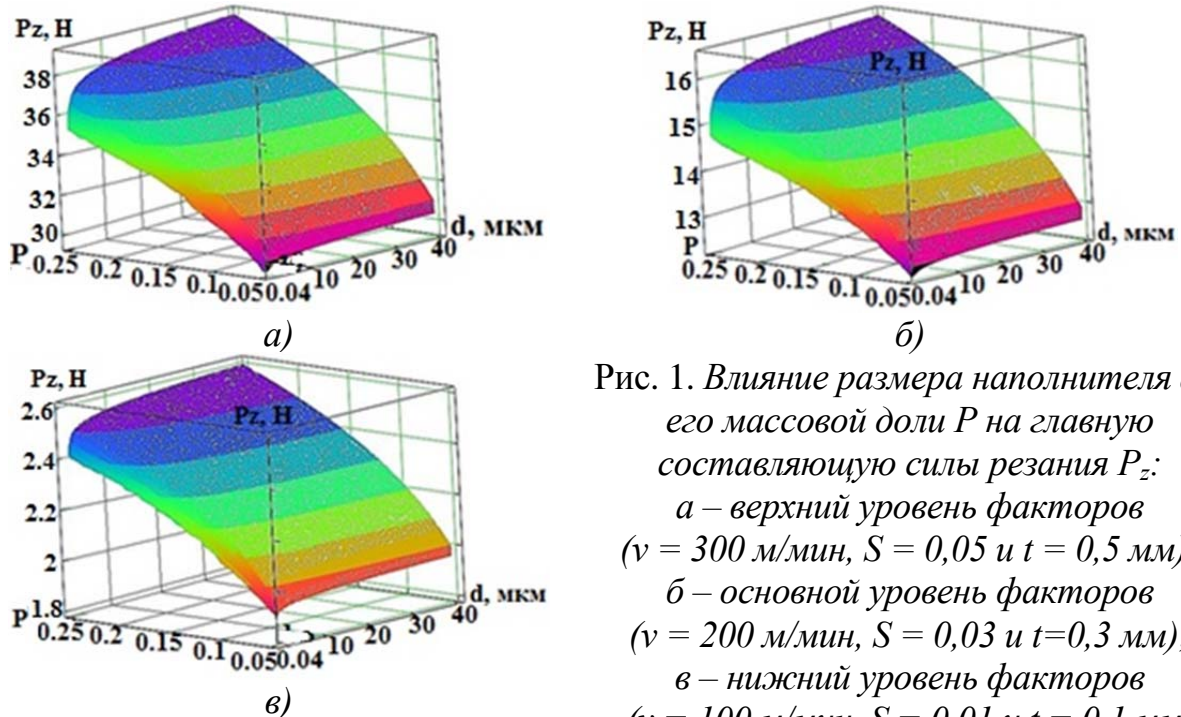 Pz, Н
38
36
34
32
30
P
0.25 0.2 0.15 0.1 0.05 0.04 10 20 30 40
d, мкм
а)
Pz, Н
Pz, Н
16
15
14
13
P
0.25 0.2 0.15 0.1 0.05 0.04 10 20 30 40
d, мкм
б)
Pz, Н
Pz, Н
2.6
2.4
2.2
2
1.8
P
0.25 0.2 0.15 0.1 0.05 0.04 10 20 30 40
d, мкм
в)
Рис. 1. Влияние размера наполнителя
его массовой доли P на главную
составляющую силы резания Pz:
а – верхний уровень факторов
(v = 300 м/мин, S = 0,05 и t = 0,5 мм)
б – основной уровень факторов
(v = 200 м/мин, S = 0,03 и t=0,3 мм)
в – нижний уровень факторов